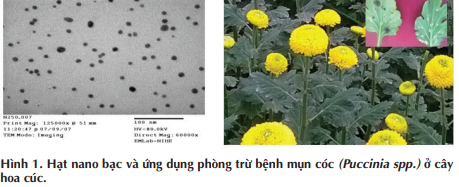 N250.007
Print Mag: 125000x @ 51 mm
11:20:47 p 07/09/07
TEM Mode: Imaging
100 nm
HV=80.0kV
Direct Mag: 60000x
EMLab-NIHE
Hình 1. Hạt nano bạc và ứng dụng phòng trừ bệnh mụn cóc (Puccinia spp.) ở cây
hoa cúc.